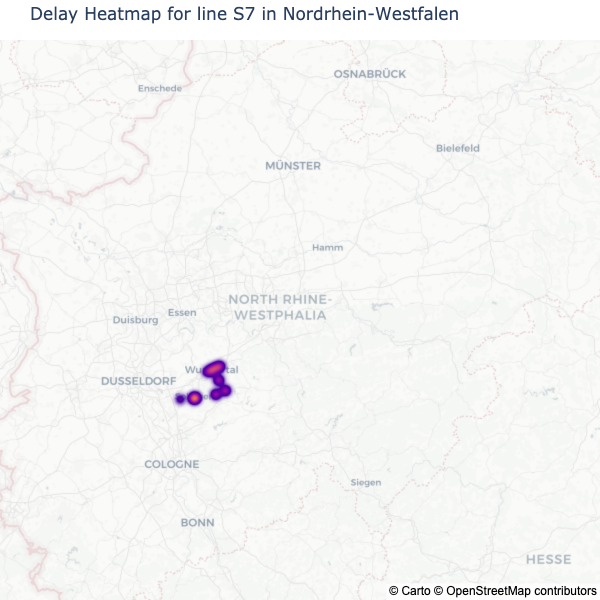 Delay Heatmap for line S7 in Nordrhein-Westfalen
OSNABRÜCK
Enschede
Bielefeld
MÜNSTER
Hamm
NORTH RHINE-
WESTPHALIA
Essen
Duisburg
DUSSELDORF
COLOGNE
Siegen
BONN
HESSE
© Carto © OpenStreetMap contributors